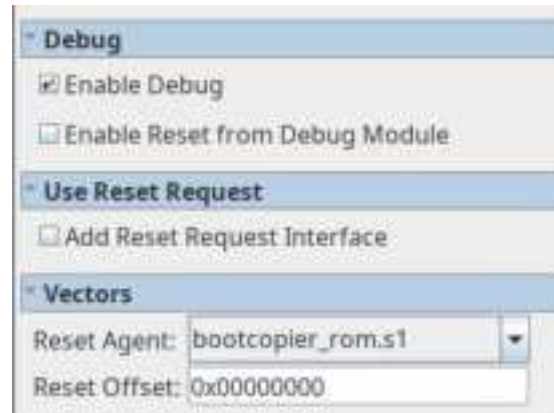 Debug
Enable Debug
Enable Reset from Debug Module
Use Reset Request
Add Reset Request Interface
Vectors
Reset Agent: bootcopier_rom.s1
Reset Offset: 0x00000000